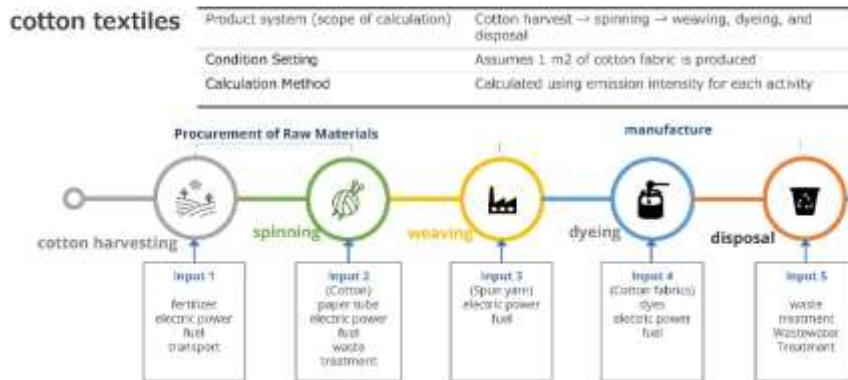 cotton textiles
Product system (scope of calculation)
Cotton harvest → spinning → weaving, dyeing, and
disposal
Condition Setting
Assumes 1 m2 of cotton fabric is produced
Calculation Method
Calculated using emission intensity for each activity
Procurement of Raw Materials
manufacture
cotton harvesting
spinning
weaving
dyeing
disposal
Input 1
fertilizer
electric power
fuel
transport
Input 2
(Cotton)
paper tube
electric power
fuel
waste
treatment
Input 3
(Spun yarn)
electric power
fuel
Input 4
(Cotton fabrics)
dyes
electric power
fuel
Input 5
waste
treatment
Wastewater
Treatment